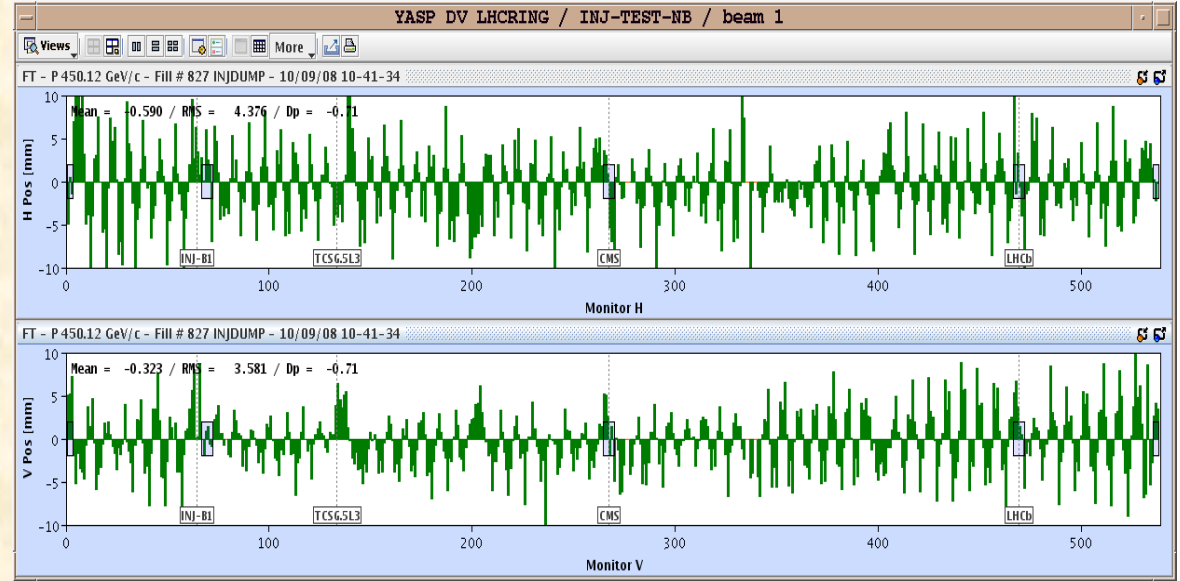 YASP DV LHCRING / INJ-TEST-NB / beam 1
Views More
FT - P 450.12 GeV/c - Fill # 827 INJDUMP - 10/09/08 10-41-34
Mean = -0.590 / RMS = 4.376 / Dp = -0.71
H Pos [mm]
10
5
0
-5
-10
INJ-B1 TCSG.5L3 CMS LHCb
0 100 200 300 400 500
Monitor H
FT - P 450.12 GeV/c - Fill # 827 INJDUMP - 10/09/08 10-41-34
Mean = -0.323 / RMS = 3.581 / Dp = -0.71
V Pos [mm]
10
5
0
-5
-10
INJ-B1 TCSG.5L3 CMS LHCb
0 100 200 300 400 500
Monitor V